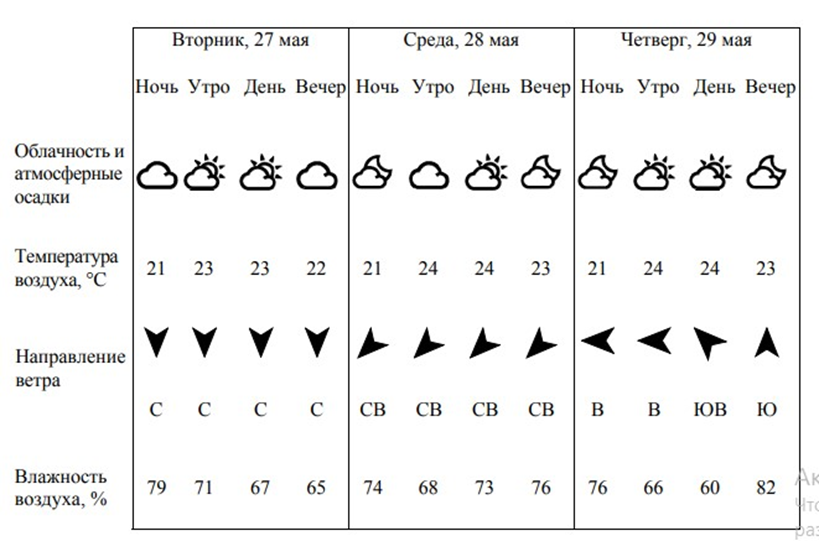 Вторник, 27 мая Среда, 28 мая Четверг, 29 мая
Ночь Утро День Вечер Ночь Утро День Вечер Ночь Утро День Вечер
Облачность и
атмосферные
осадки
Температура
воздуха, °C 21 23 23 22 21 24 24 23 21 24 24 23
Направление
ветра
С С С С СВ СВ СВ СВ В В ЮВ Ю
Влажность
воздуха, % 79 71 67 65 74 68 73 76 76 66 60 82